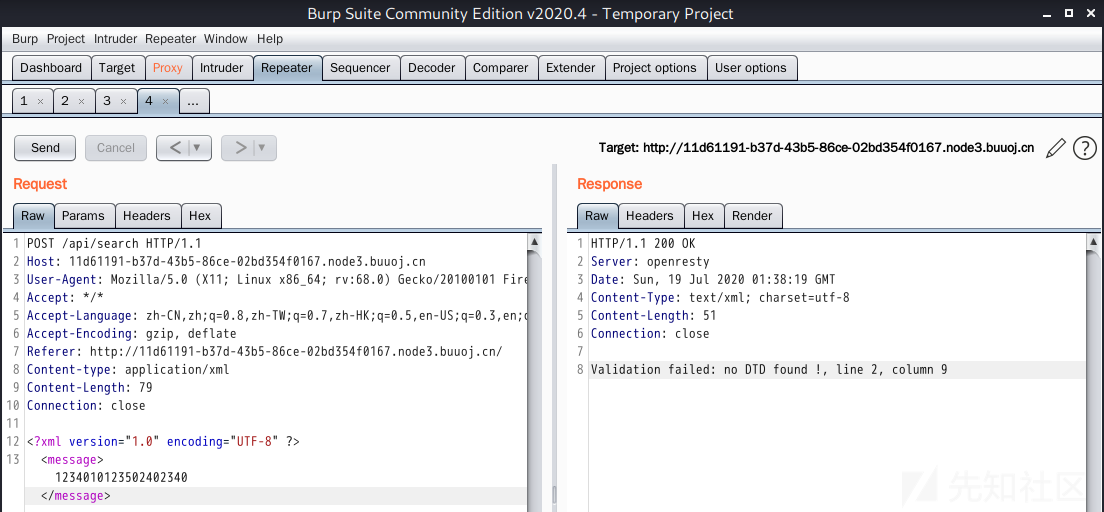 Burp Suite Community Edition v2020.4 - Temporary Project
Burp Project Intruder Repeater Window Help
Dashboard Target Proxy Intruder Repeater Sequencer Decoder Comparer Extender Project options User options
1 × 2 × 3 × 4 × ...
Send Cancel < | ▼ > | ▼ Target: http://11d61191-b37d-43b5-86ce-02bd354f0167.node3.buuoj.cn ?
Request
Raw Params Headers Hex
1 POST /api/search HTTP/1.1
2 Host: 11d61191-b37d-43b5-86ce-02bd354f0167.node3.buuoj.cn
3 User-Agent: Mozilla/5.0 (X11; Linux x86_64; rv:68.0) Gecko/20100101 Fire
4 Accept: */*
5 Accept-Language: zh-CN,zh;q=0.8,zh-TW;q=0.7,zh-HK;q=0.5,en-US;q=0.3,en;q
6 Accept-Encoding: gzip, deflate
7 Referer: http://11d61191-b37d-43b5-86ce-02bd354f0167.node3.buuoj.cn/
8 Content-type: application/xml
9 Content-Length: 79
10 Connection: close
11
12 <?xml version="1.0" encoding="UTF-8" ?>
13 <message>
1234010123502402340
</message>
Response
Raw Headers Hex Render
1 HTTP/1.1 200 OK
2 Server: openresty
3 Date: Sun, 19 Jul 2020 01:38:19 GMT
4 Content-Type: text/xml; charset=utf-8
5 Content-Length: 51
6 Connection: close
7
8 Validation failed: no DTD found !, line 2, column 9
先知社区